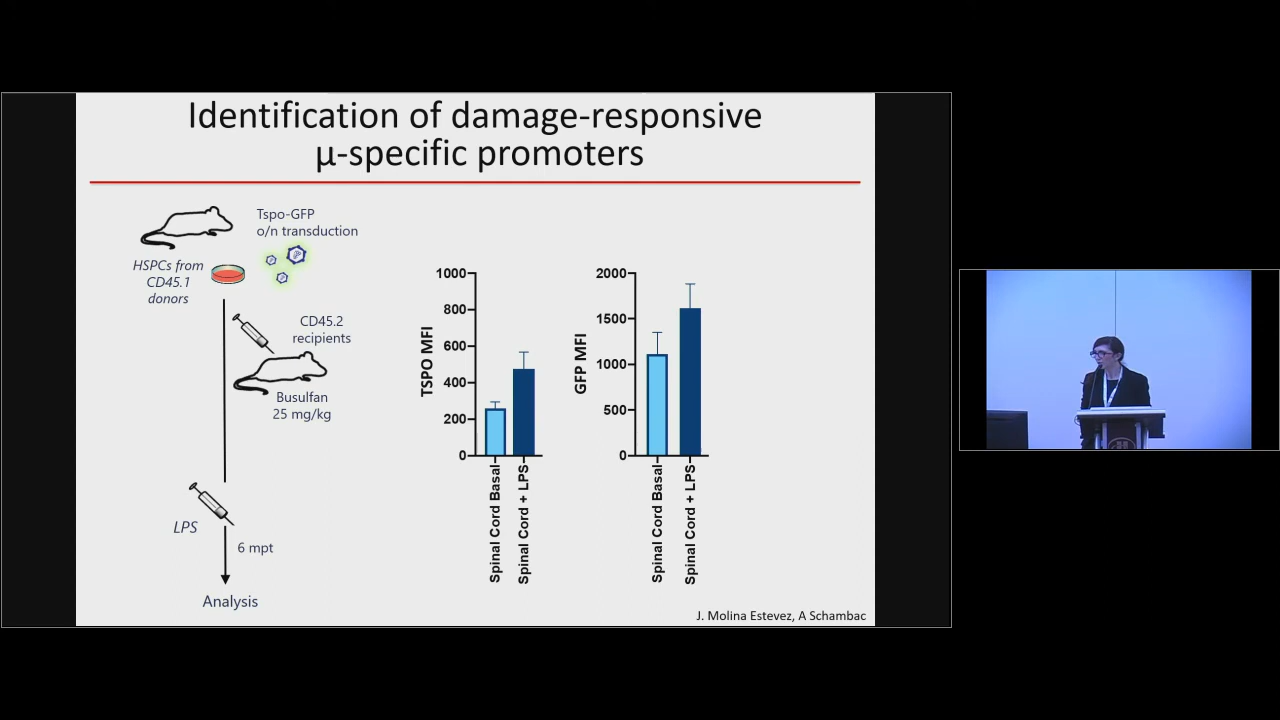 Identification of damage-responsive
µ-specific promoters
Tspo-GFP
o/n transduction
HSPCs from
CD45.1
donors
CD45.2
recipients
Busulfan
25 mg/kg
LPS
6 mpt
Analysis
TSPO MFI
1000
800
600
400
200
0
Spinal Cord Basal
Spinal Cord + LPS
GFP MFI
2000
1500
1000
500
0
Spinal Cord Basal
Spinal Cord + LPS
J. Molina Estevez, A Schambac